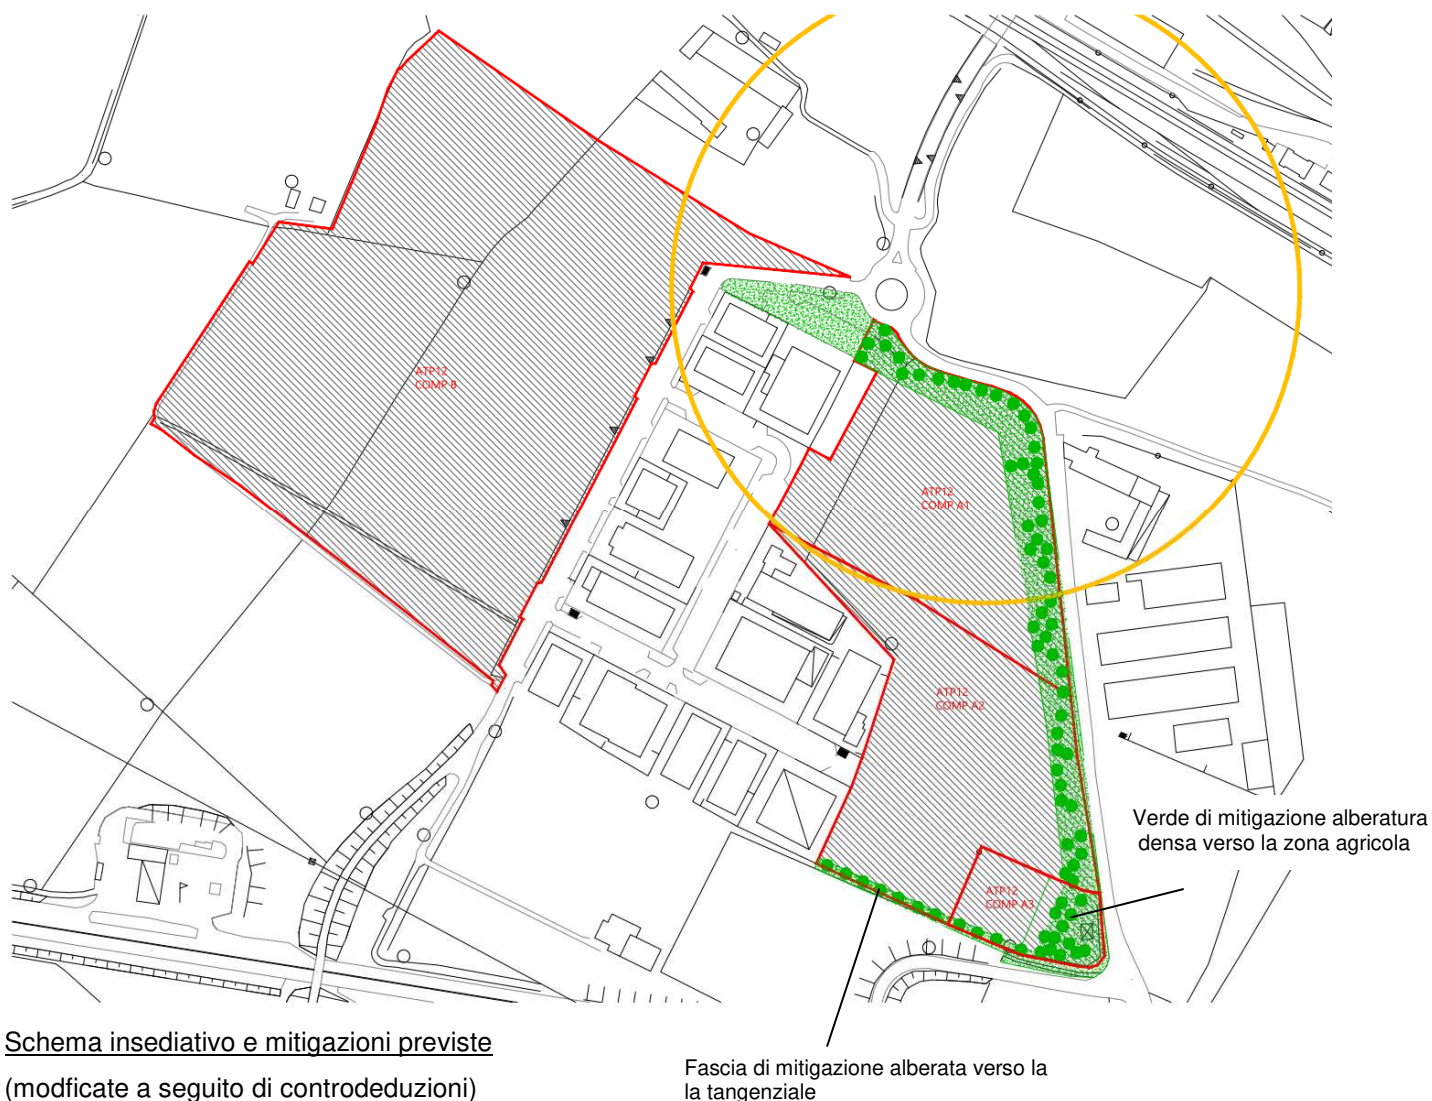 ATP12
COMP B
ATP12
COMP A1
ATP12
COMP A2
ATP12
COMP A3
Verde di mitigazione alberatura
densa verso la zona agricola
Schema insediativo e mitigazioni previste
(modficate a seguito di controdeduzioni)
Fascia di mitigazione alberata verso la
la tangenziale